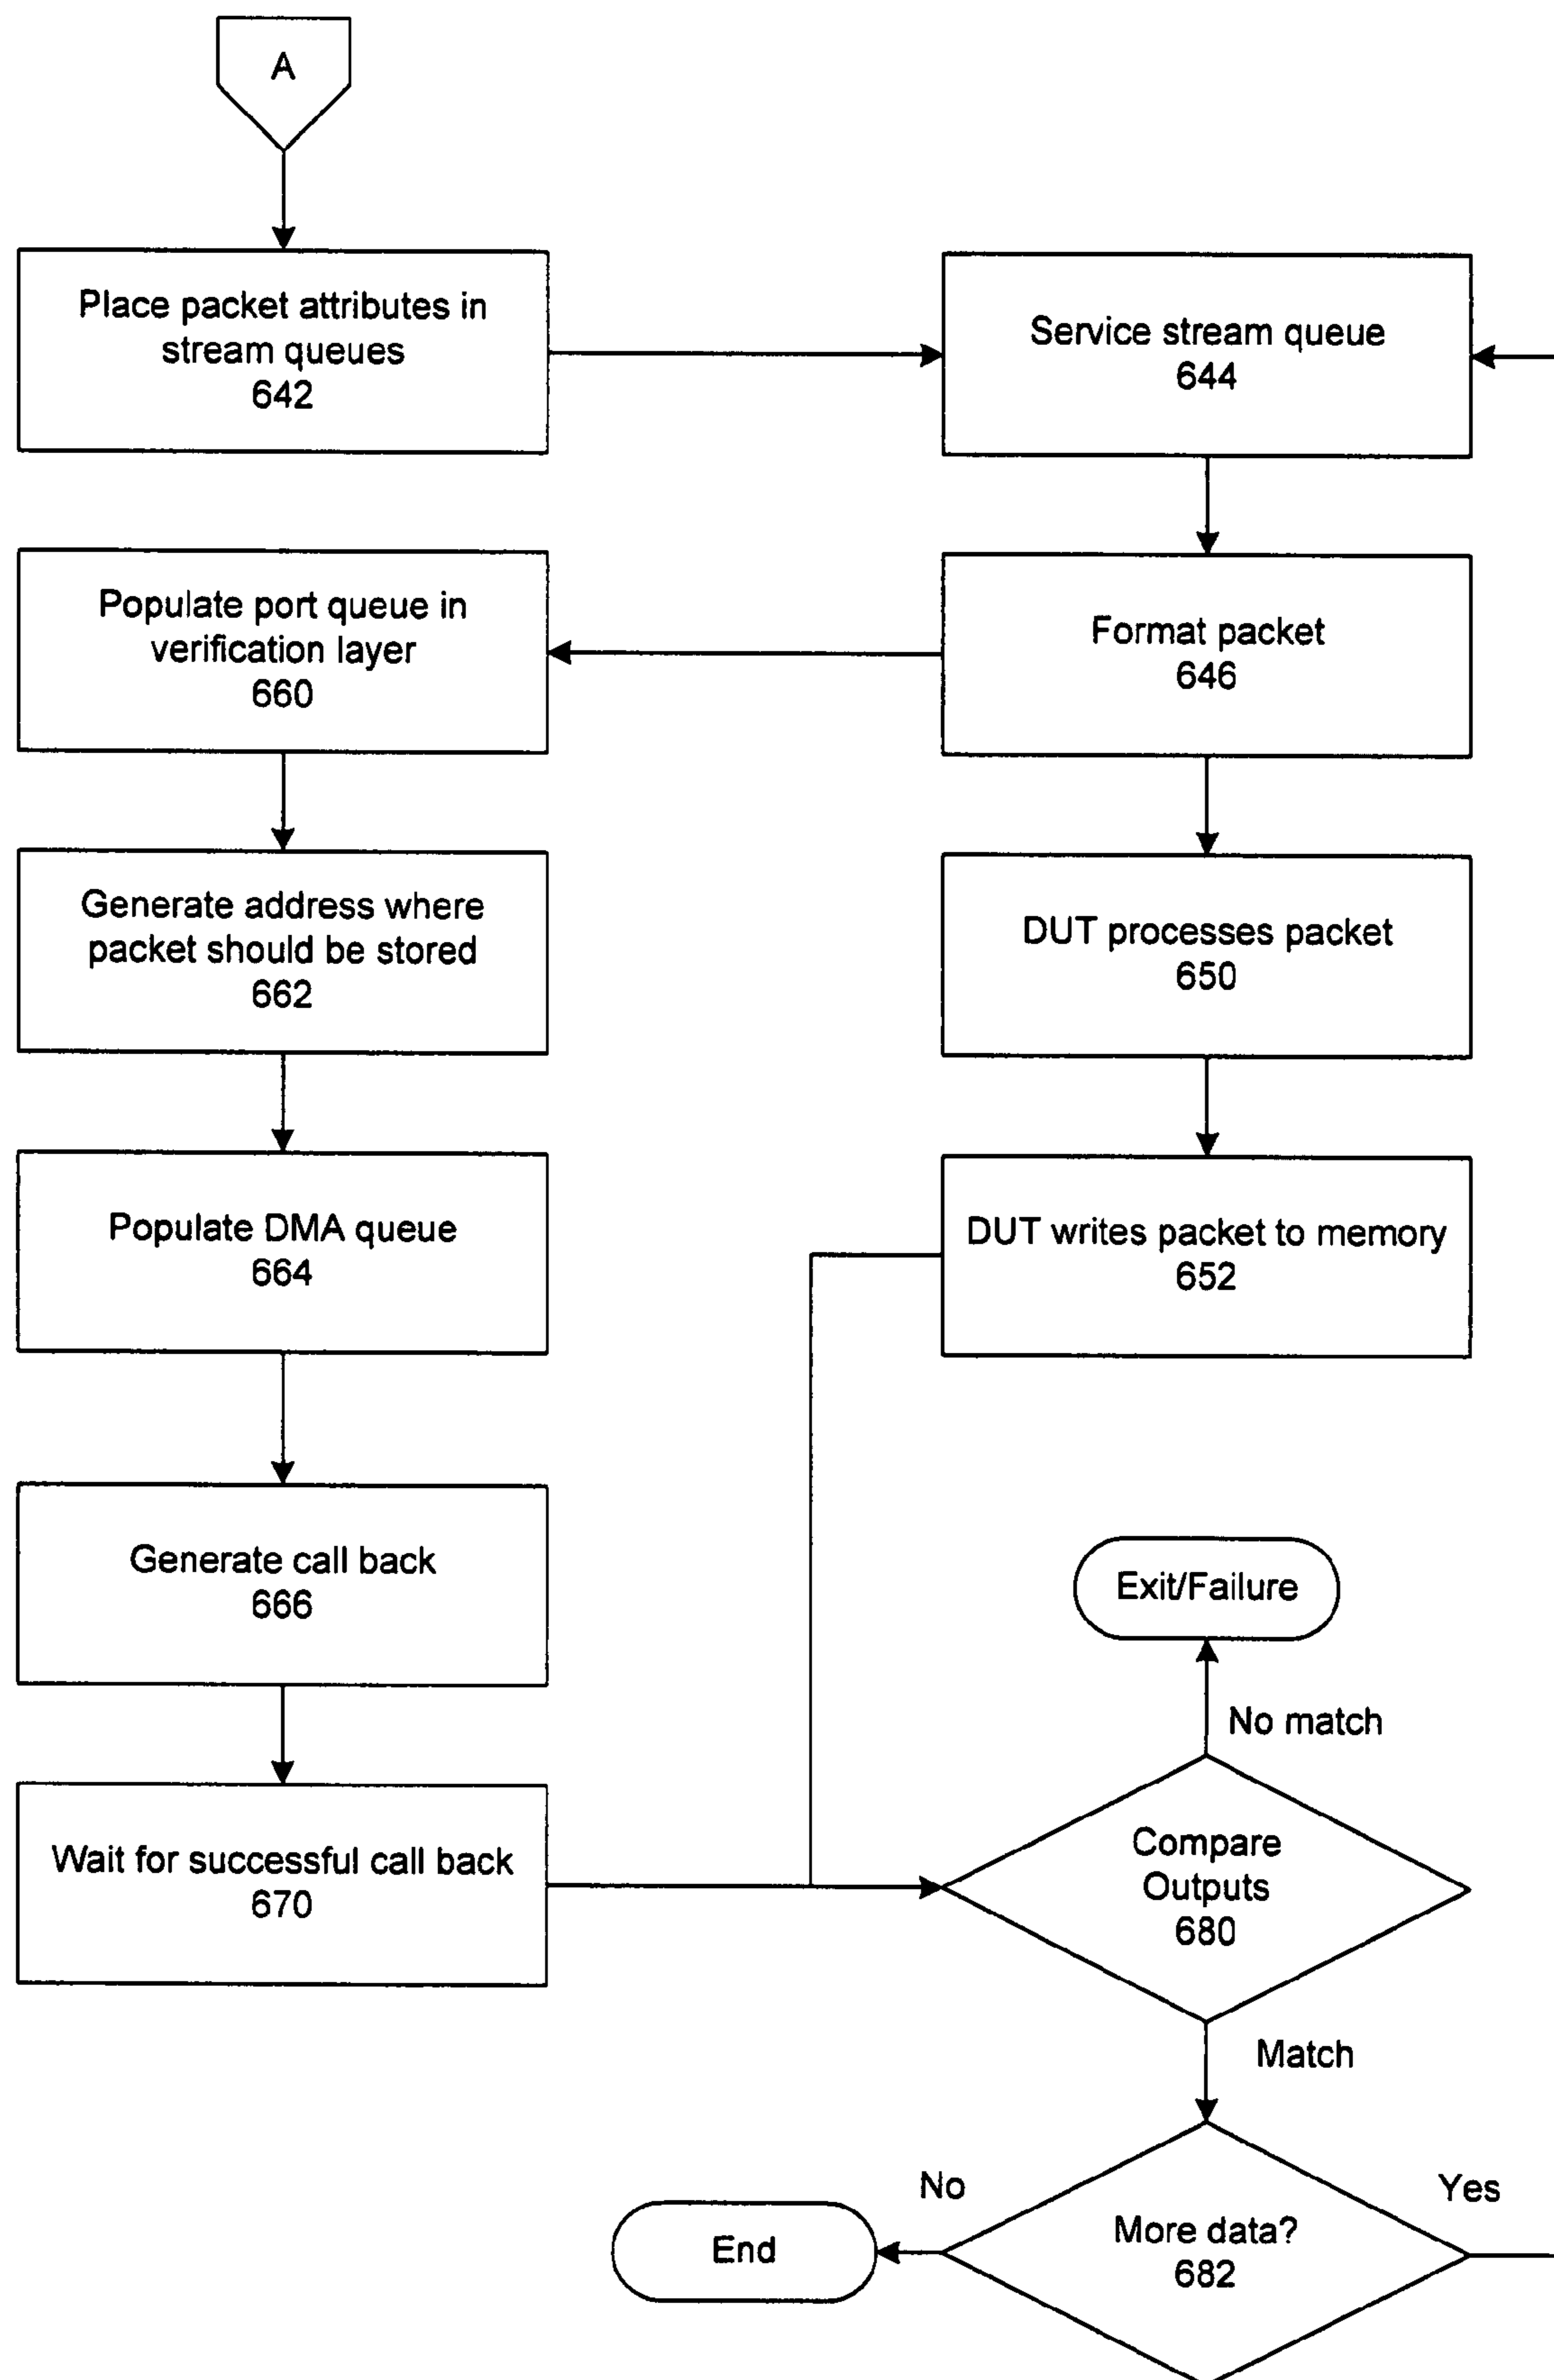 A
Place packet attributes in
stream queues
642
Service stream queue
644
Populate port queue in
verification layer
660
Format packet
646
Generate address where
packet should be stored
662
DUT processes packet
650
Populate DMA queue
664
DUT writes packet to memory
652
Generate call back
666
Exit/Failure
No match
Wait for successful call back
670
Compare
Outputs
680
Match
No
Yes
End
More data?
682